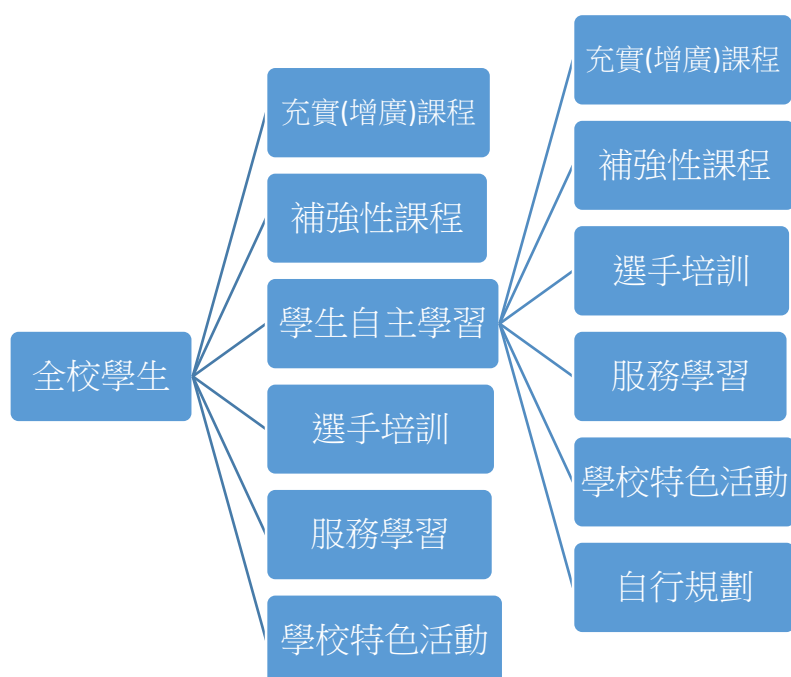 全校學生
充實(增廣)課程
補強性課程
學生自主學習
選手培訓
服務學習
學校特色活動
充實(增廣)課程
補強性課程
選手培訓
服務學習
學校特色活動
自行規劃